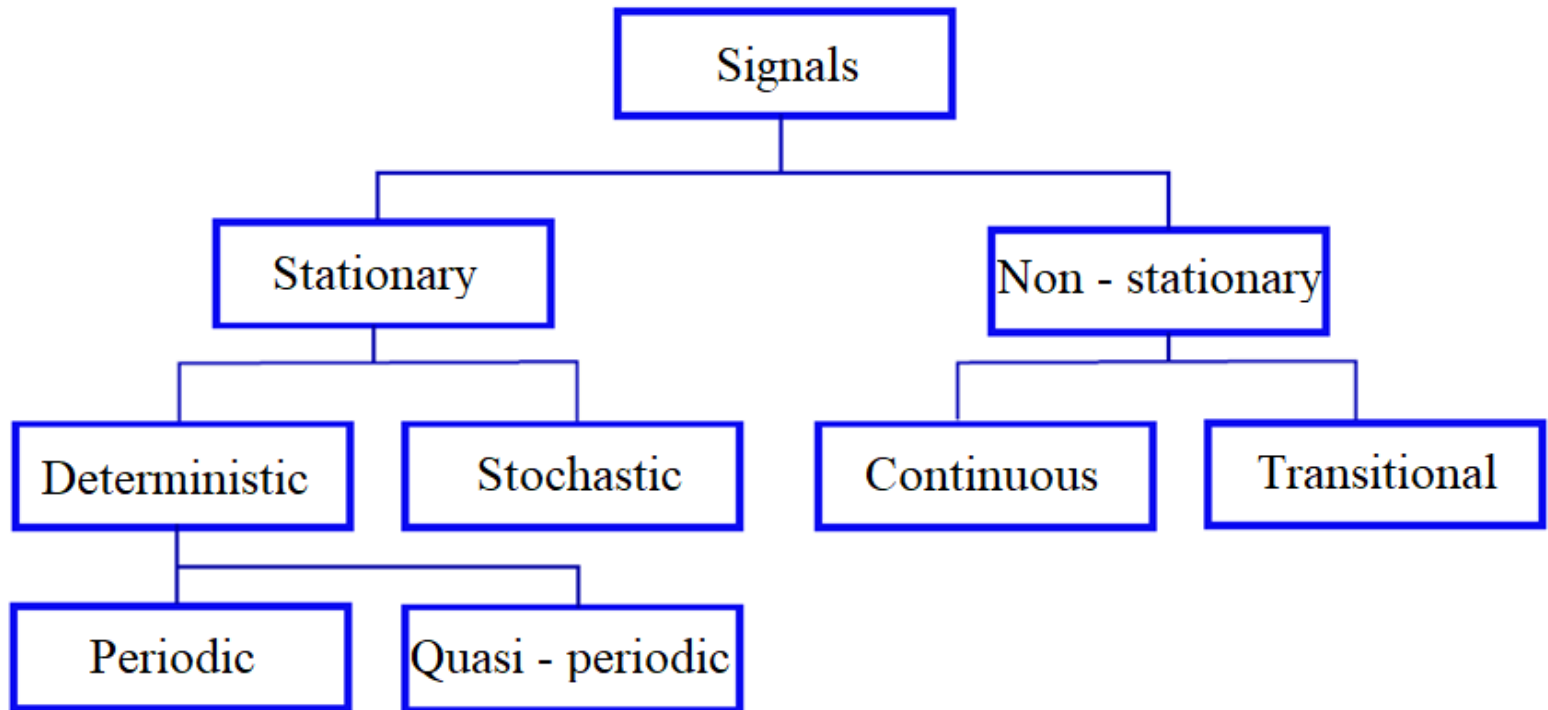 Signals
Stationary
Non - stationary
Deterministic
Stochastic
Continuous
Transitional
Periodic
Quasi - periodic